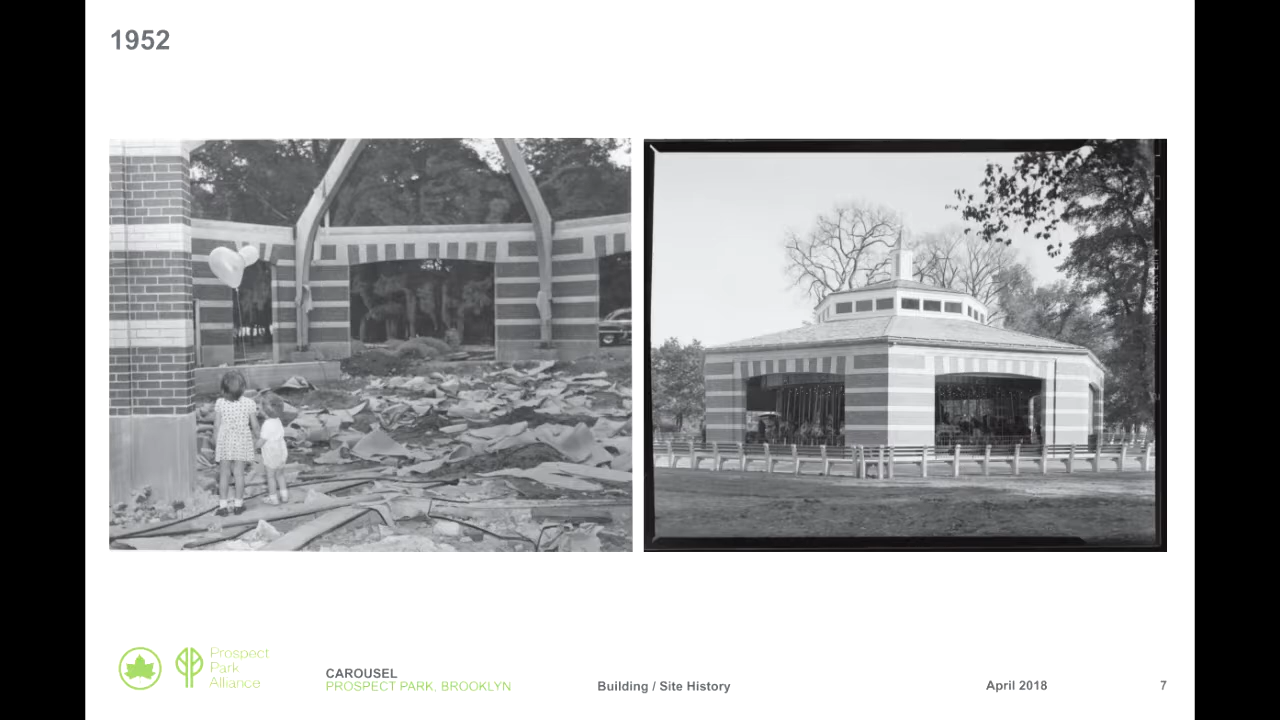 1952
Prospect
Park
Alliance
CAROUSEL
PROSPECT PARK, BROOKLYN
Building / Site History
April 2018
7